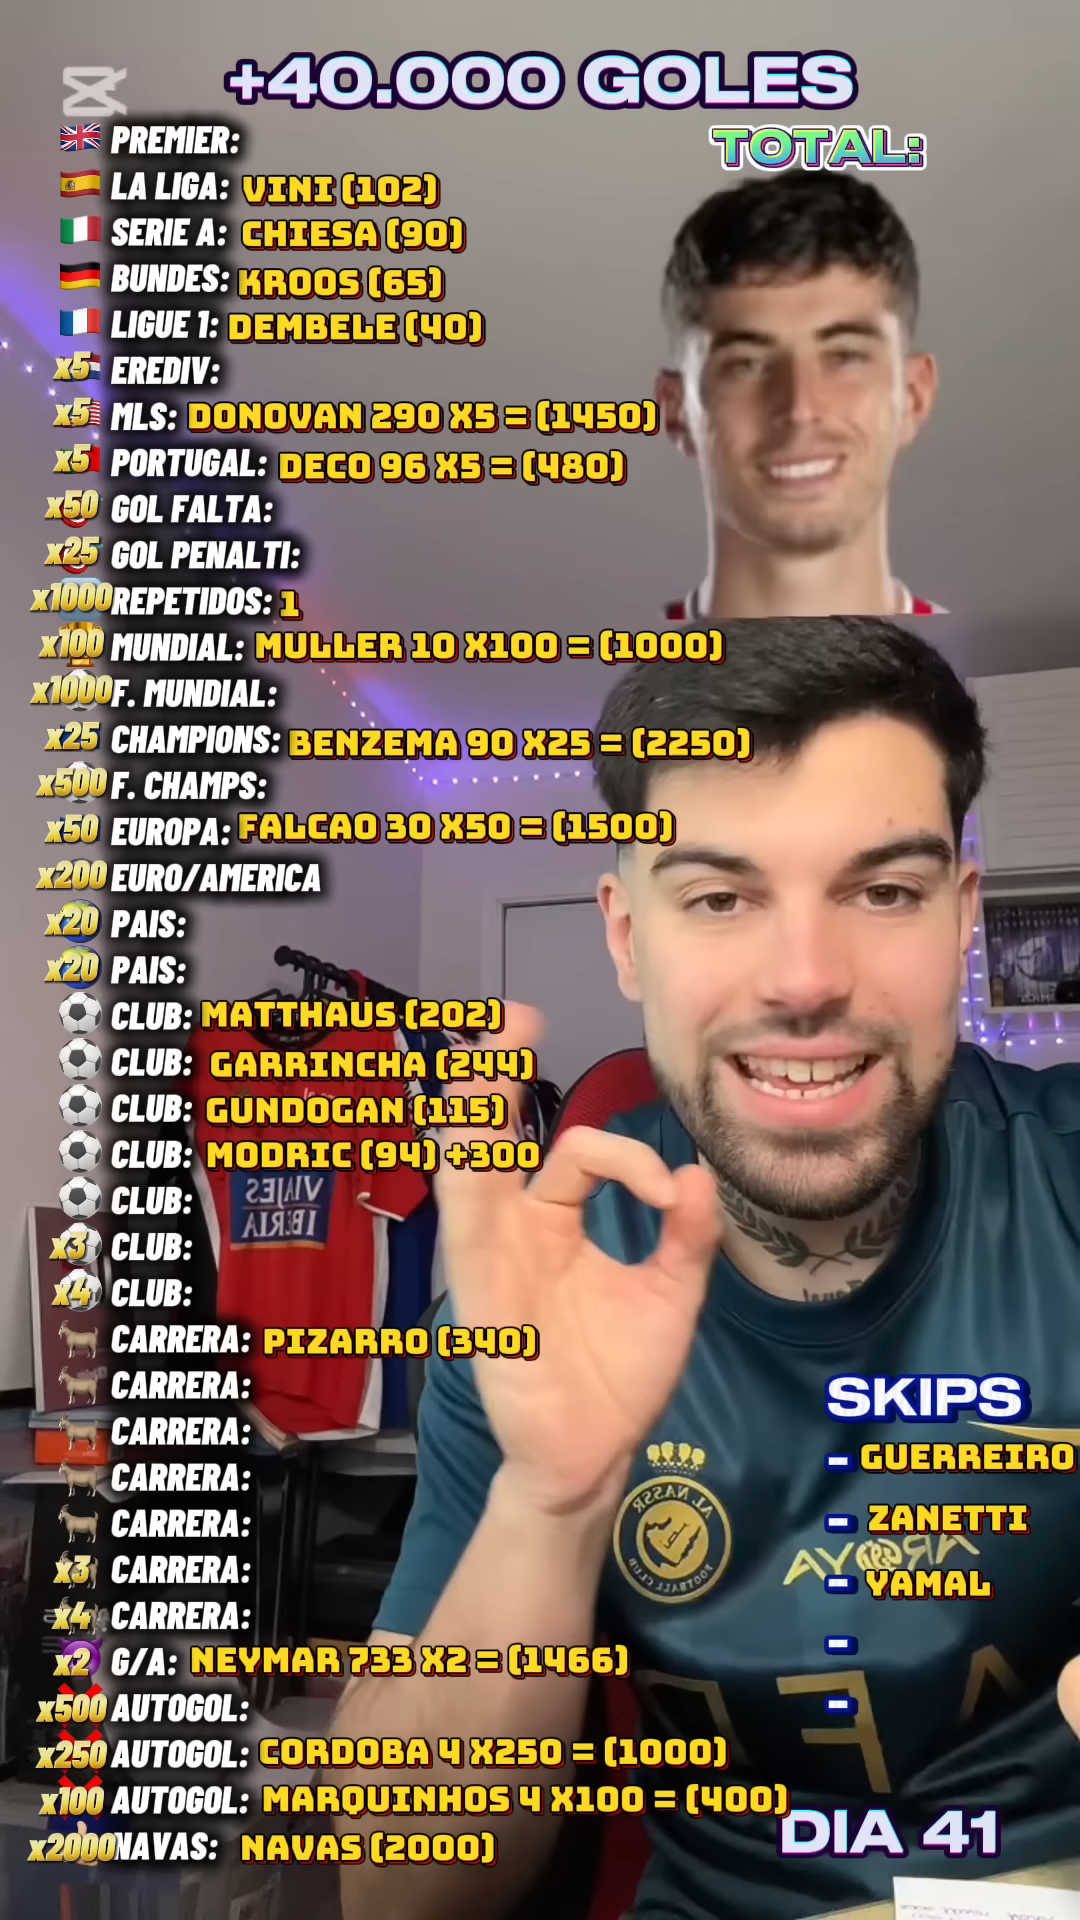 +40.000 GOLES
TOTAL:
PREMIER:
LA LIGA: VINI (102)
SERIE A: CHIESA (90)
BUNDES: KROOS (65)
LIGUE 1: DEMBELE (40)
x5 EREDIV:
x5 MLS: DONOVAN 290 X5 = (1450)
x5 PORTUGAL: DECO 96 X5 = (480)
x50 GOL FALTA:
x25 GOL PENALTI:
x1000 REPETIDOS: 1
x100 MUNDIAL: MULLER 10 X100 = (1000)
x1000 F. MUNDIAL:
x25 CHAMPIONS: BENZEMA 90 X25 = (2250)
x500 F. CHAMPS:
x50 EUROPA: FALCAO 30 X50 = (1500)
x200 EURO/AMERICA
x20 PAIS:
x20 PAIS:
CLUB: MATTHAUS (202)
CLUB: GARRINCHA (244)
CLUB: GUNDOGAN (115)
CLUB: MODRIC (94) +300
CLUB:
x3 CLUB:
x4 CLUB:
CARRERA: PIZARRO (340)
CARRERA:
CARRERA:
CARRERA:
CARRERA:
x3 CARRERA:
x4 CARRERA:
x2 G/A: NEYMAR 733 X2 = (1466)
x500 AUTOGOL:
x250 AUTOGOL: CORDOBA 4 X250 = (1000)
x100 AUTOGOL: MARQUINHOS 4 X100 = (400)
x2000 NAVAS: NAVAS (2000)
SKIPS
- GUERREIRO
- ZANETTI
- YAMAL
-
-
DIA 41
VIAJES
IBERIA
AL NASSR
FOOTBALL CLUB